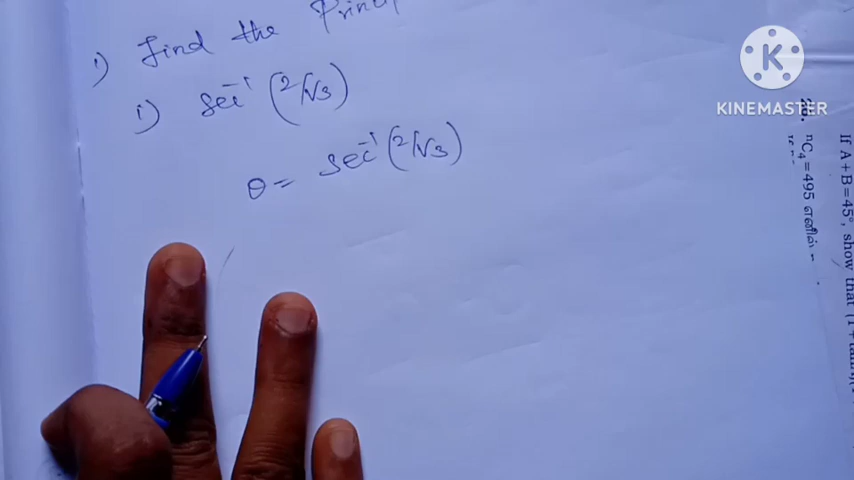 1) Find the
i) sec⁻¹ (2/√3)
θ = sec⁻¹ (2/√3)
K
KINEMASTER
If A+B=45°, show that (1 +
ⁿC₄=495 எனில் -